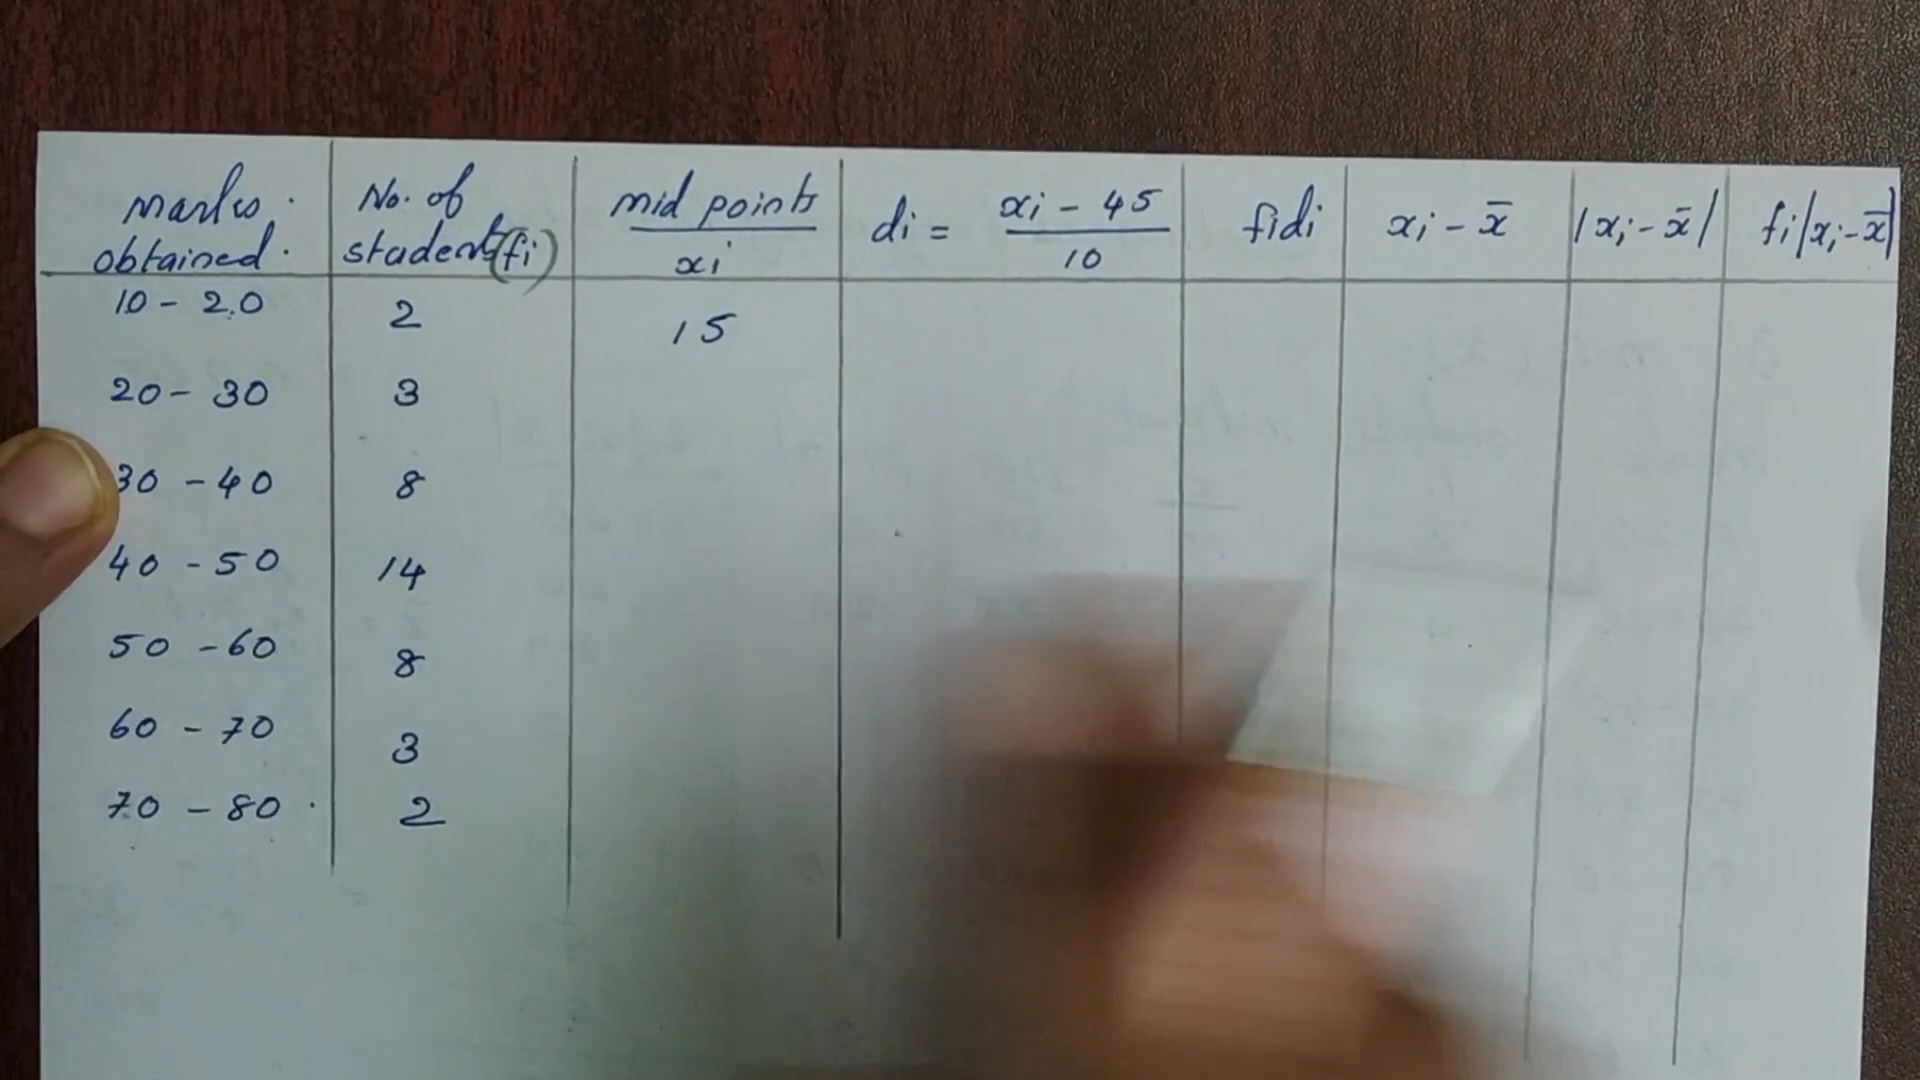 marks obtained. | No. of students (fi) | mid points xi | di = xi - 45 / 10 | fidi | xi - x̄ | |xi - x̄| | fi|xi - x̄|
10 - 20 2 15
20 - 30 3
30 - 40 8
40 - 50 14
50 - 60 8
60 - 70 3
70 - 80 2